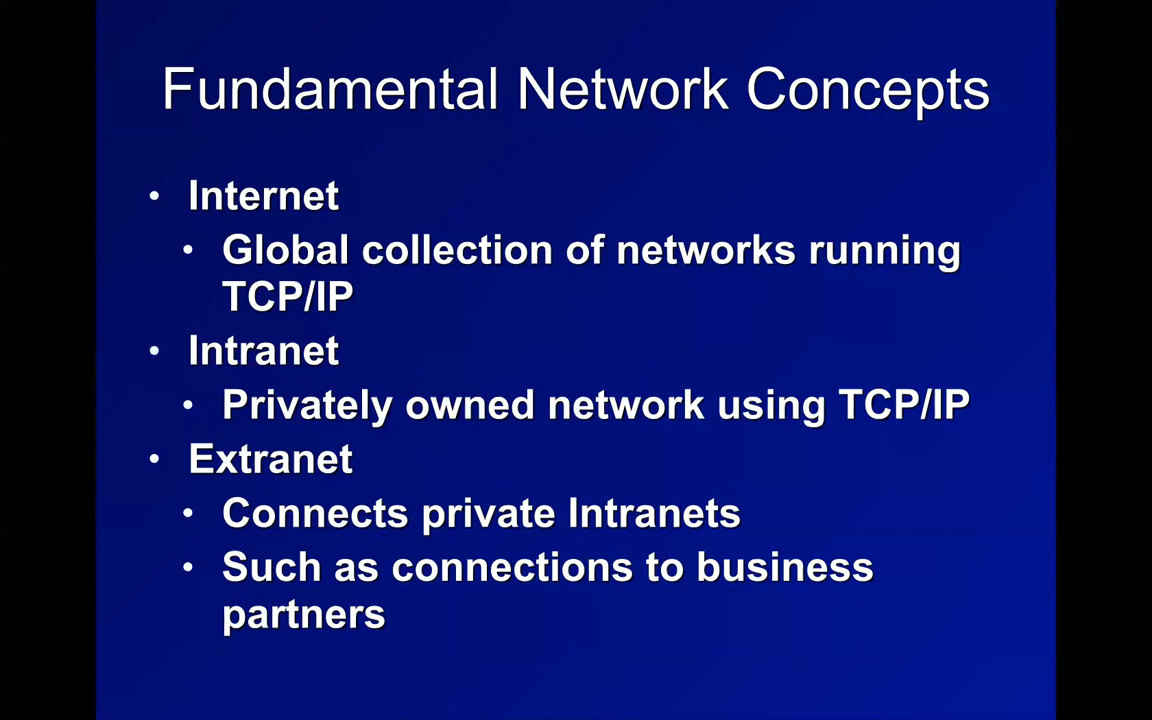 Fundamental Network Concepts
• Internet
• Global collection of networks running
TCP/IP
• Intranet
• Privately owned network using TCP/IP
• Extranet
• Connects private Intranets
• Such as connections to business
partners